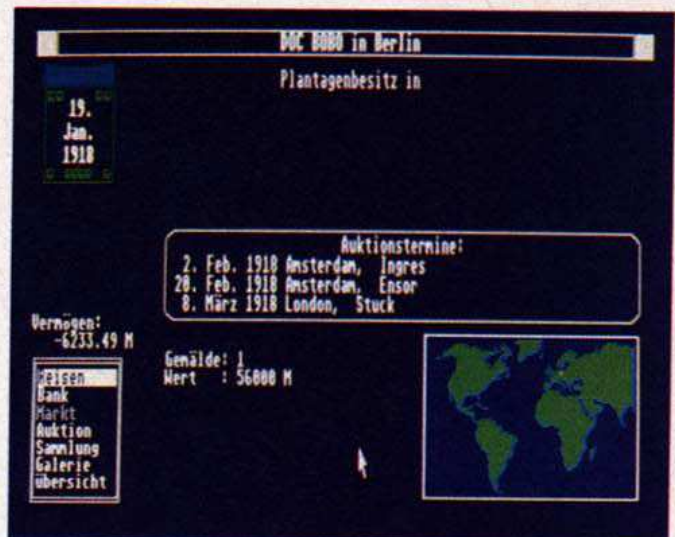 DOC BOBO in Berlin
Plantagenbesitz in
19.
Jan.
1918
Auktionstermine:
2. Feb. 1918 Amsterdam, Ingres
20. Feb. 1918 Amsterdam, Ensor
8. März 1918 London, Stuck
Vermögen:
-6233.49 M
Gemälde: 1
Wert : 56000 M
Reisen
Bank
Markt
Auktion
Sammlung
Galerie
übersicht